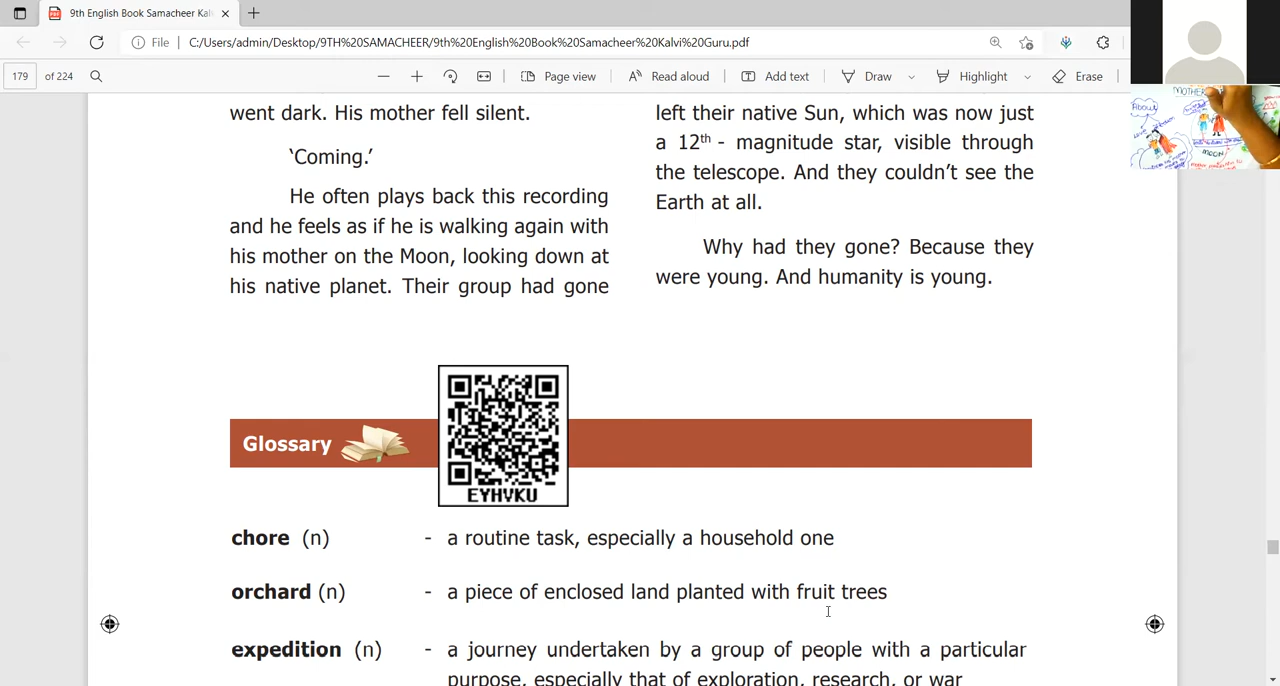 9th English Book Samacheer Kal
File
C:/Users/admin/Desktop/9TH%20SAMACHEER/9th%20English%20Book%20Samacheer%20Kalvi%20Guru.pdf
179 of 224
Page view
Read aloud
Add text
Draw
Highlight
Erase
went dark. His mother fell silent.
‘Coming.’
He often plays back this recording
and he feels as if he is walking again with
his mother on the Moon, looking down at
his native planet. Their group had gone
left their native Sun, which was now just
a 12th - magnitude star, visible through
the telescope. And they couldn’t see the
Earth at all.
Why had they gone? Because they
were young. And humanity is young.
Glossary
EYHVKU
chore (n) - a routine task, especially a household one
orchard (n) - a piece of enclosed land planted with fruit trees
expedition (n) - a journey undertaken by a group of people with a particular
purpose, especially that of exploration, research, or war
MOTHER
About
MOON